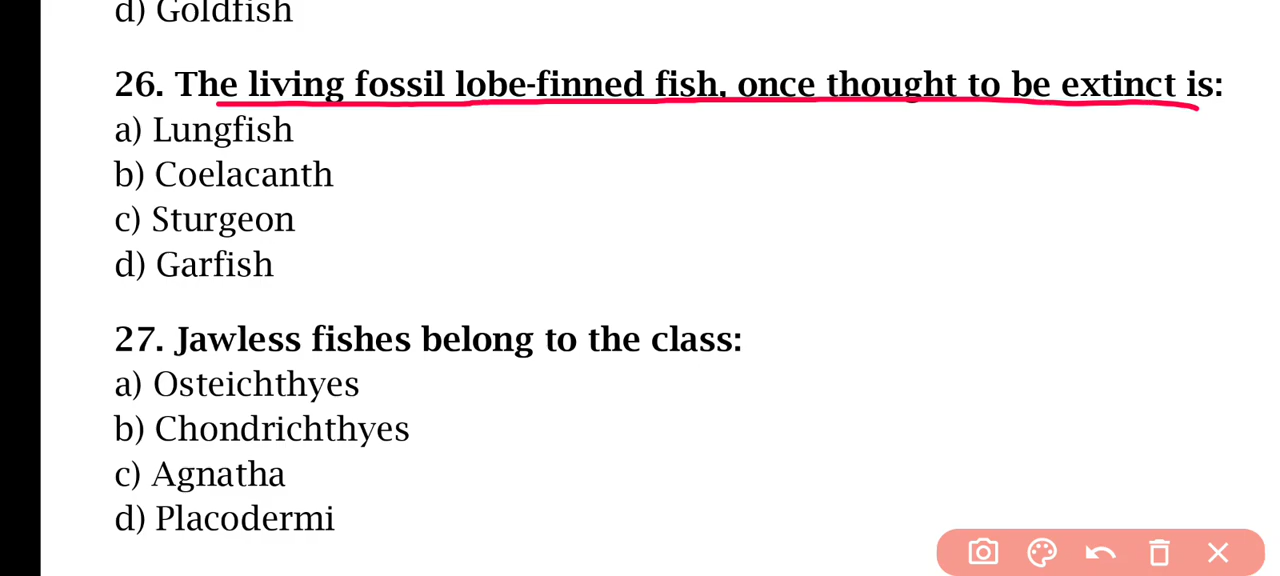 d) Goldfish
26. The living fossil lobe-finned fish, once thought to be extinct is:
a) Lungfish
b) Coelacanth
c) Sturgeon
d) Garfish
27. Jawless fishes belong to the class:
a) Osteichthyes
b) Chondrichthyes
c) Agnatha
d) Placodermi